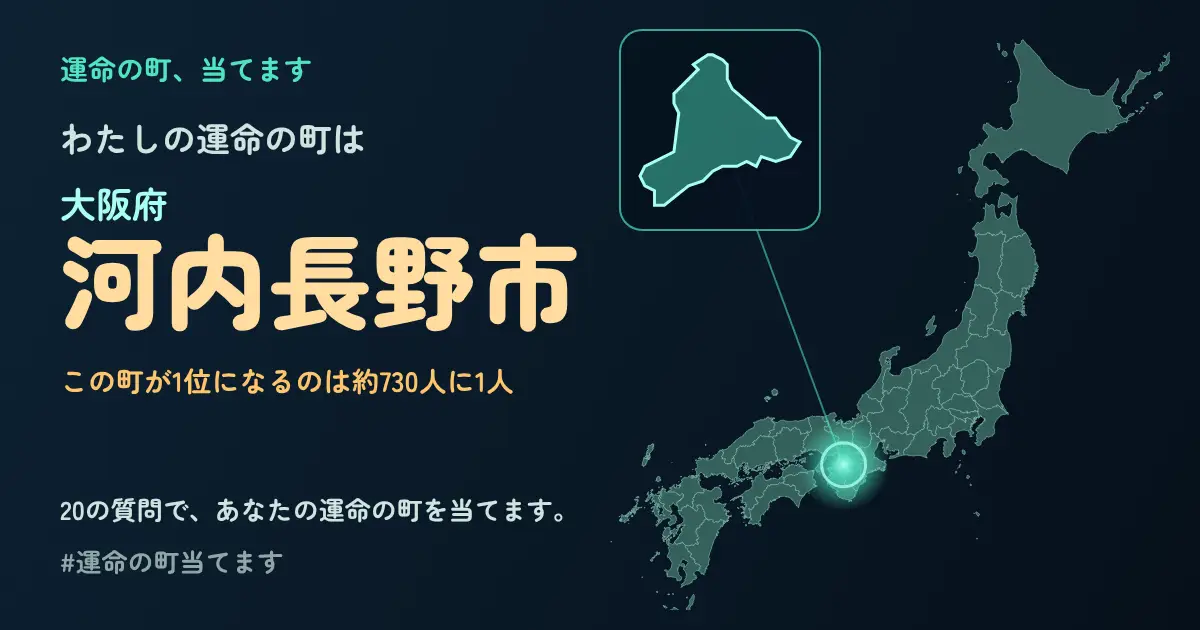 運命の町、当てます
わたしの運命の町は
大阪府
河内長野市
この町が1位になるのは約730人に1人
20の質問で、あなたの運命の町を当てます。
#運命の町当てます